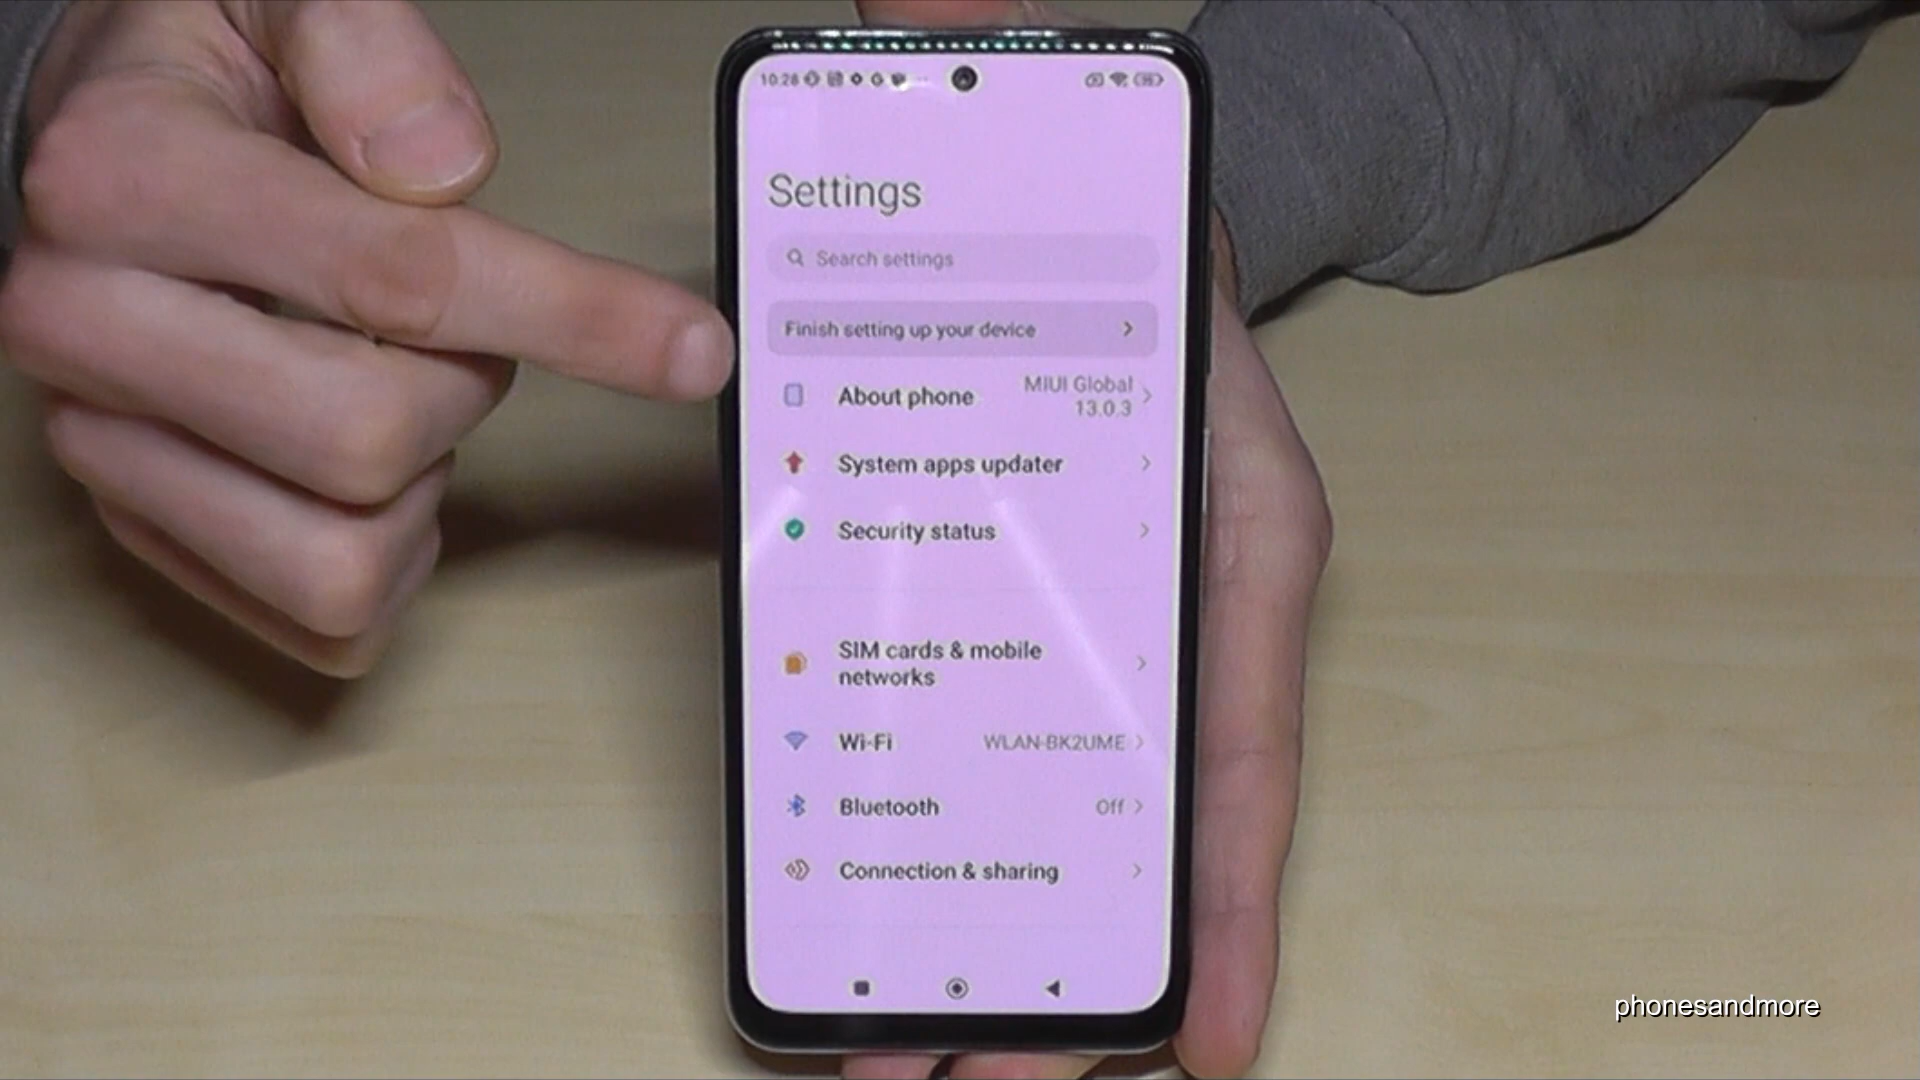 10:28
Settings
Search settings
Finish setting up your device
About phone
MIUI Global
13.0.3
System apps updater
Security status
SIM cards & mobile
networks
Wi-Fi
WLAN-BK2UME
Bluetooth
Off
Connection & sharing
phonesandmore